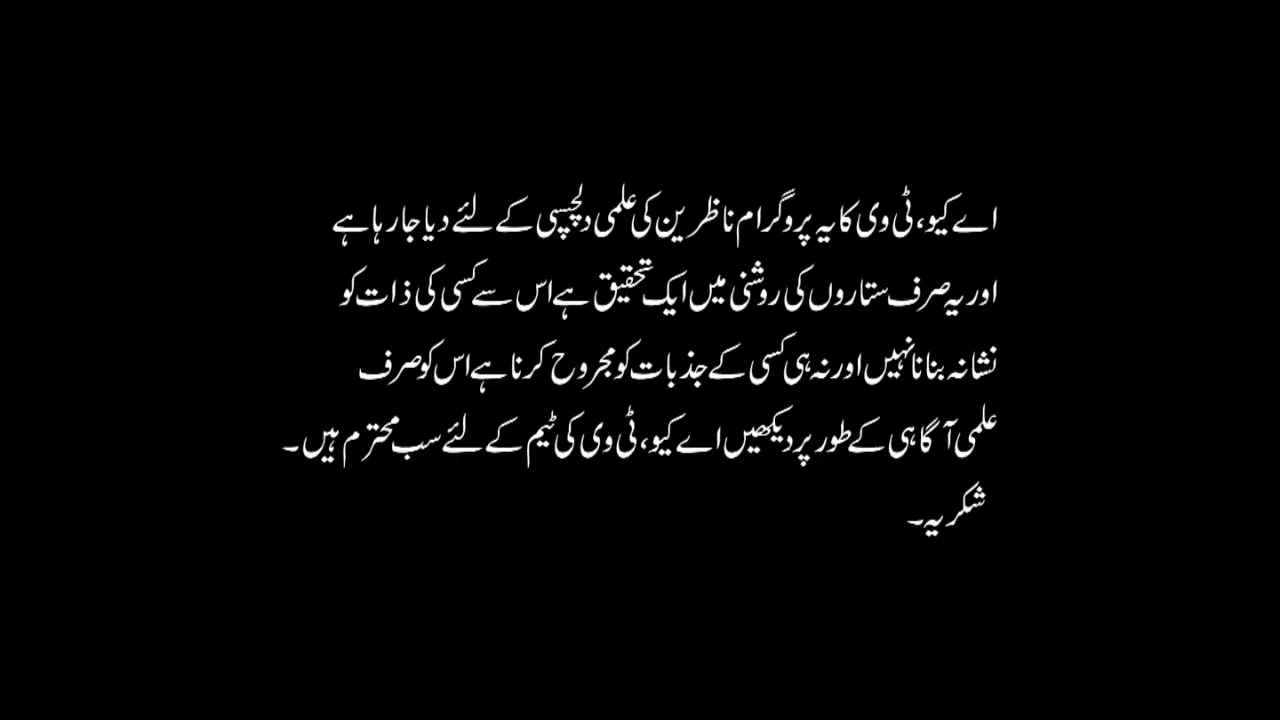 اے کیو، ٹی وی کا یہ پروگرام ناظرین کی علمی دلچسپی کے لئے دیا جا رہا ہے
اور یہ صرف ستاروں کی روشنی میں ایک تحقیق ہے اس سے کسی کی ذات کو
نشانہ بنانا نہیں اور نہ ہی کسی کے جذبات کو مجروح کرنا ہے اس کو صرف
علمی آگاہی کے طور پر دیکھیں اے کیو، ٹی وی کی ٹیم کے لئے سب محترم ہیں۔
شکریہ۔